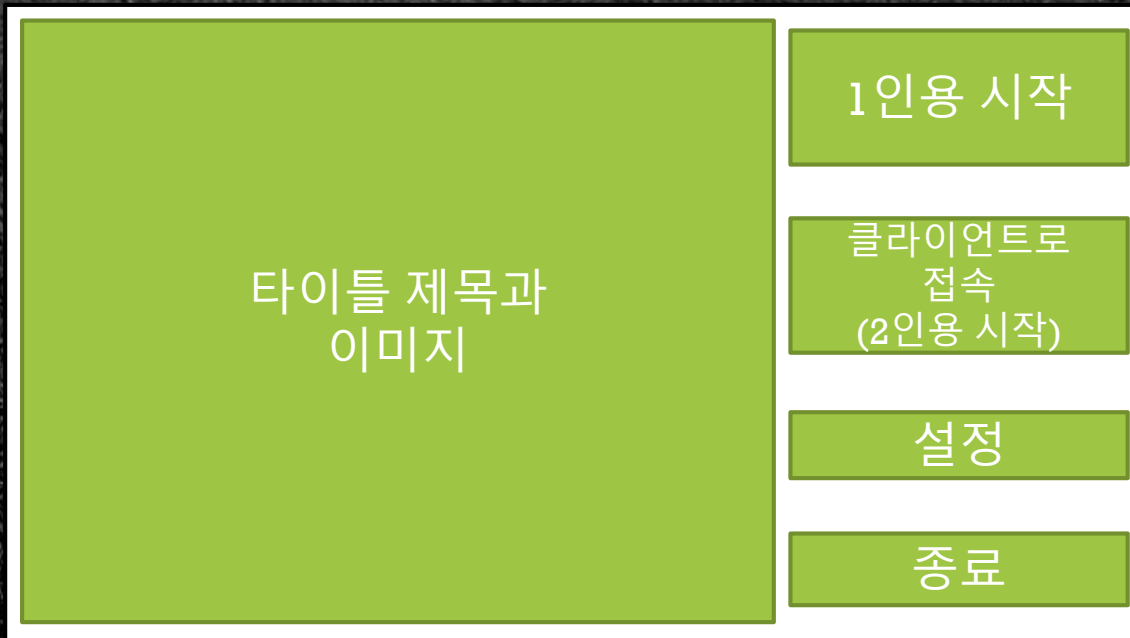 타이틀 제목과
이미지
1인용 시작
클라이언트로
접속
(2인용 시작)
설정
종료